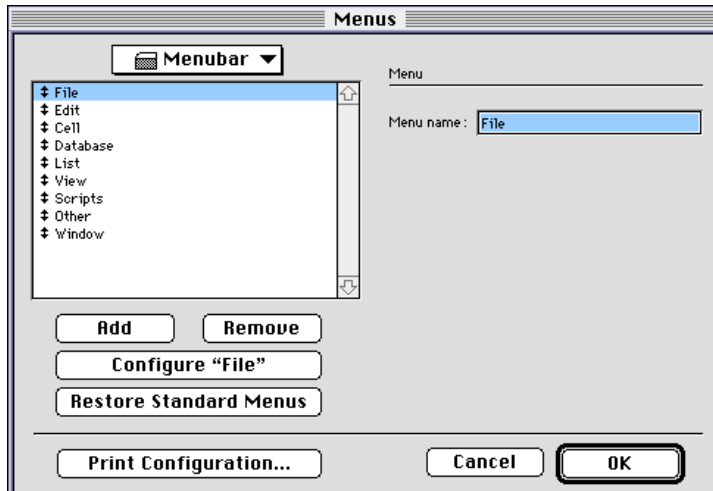 Menus
Menubar
File
Edit
Cell
Database
List
View
Scripts
Other
Window
Menu
Menu name: File
Add Remove
Configure “File”
Restore Standard Menus
Print Configuration... Cancel OK